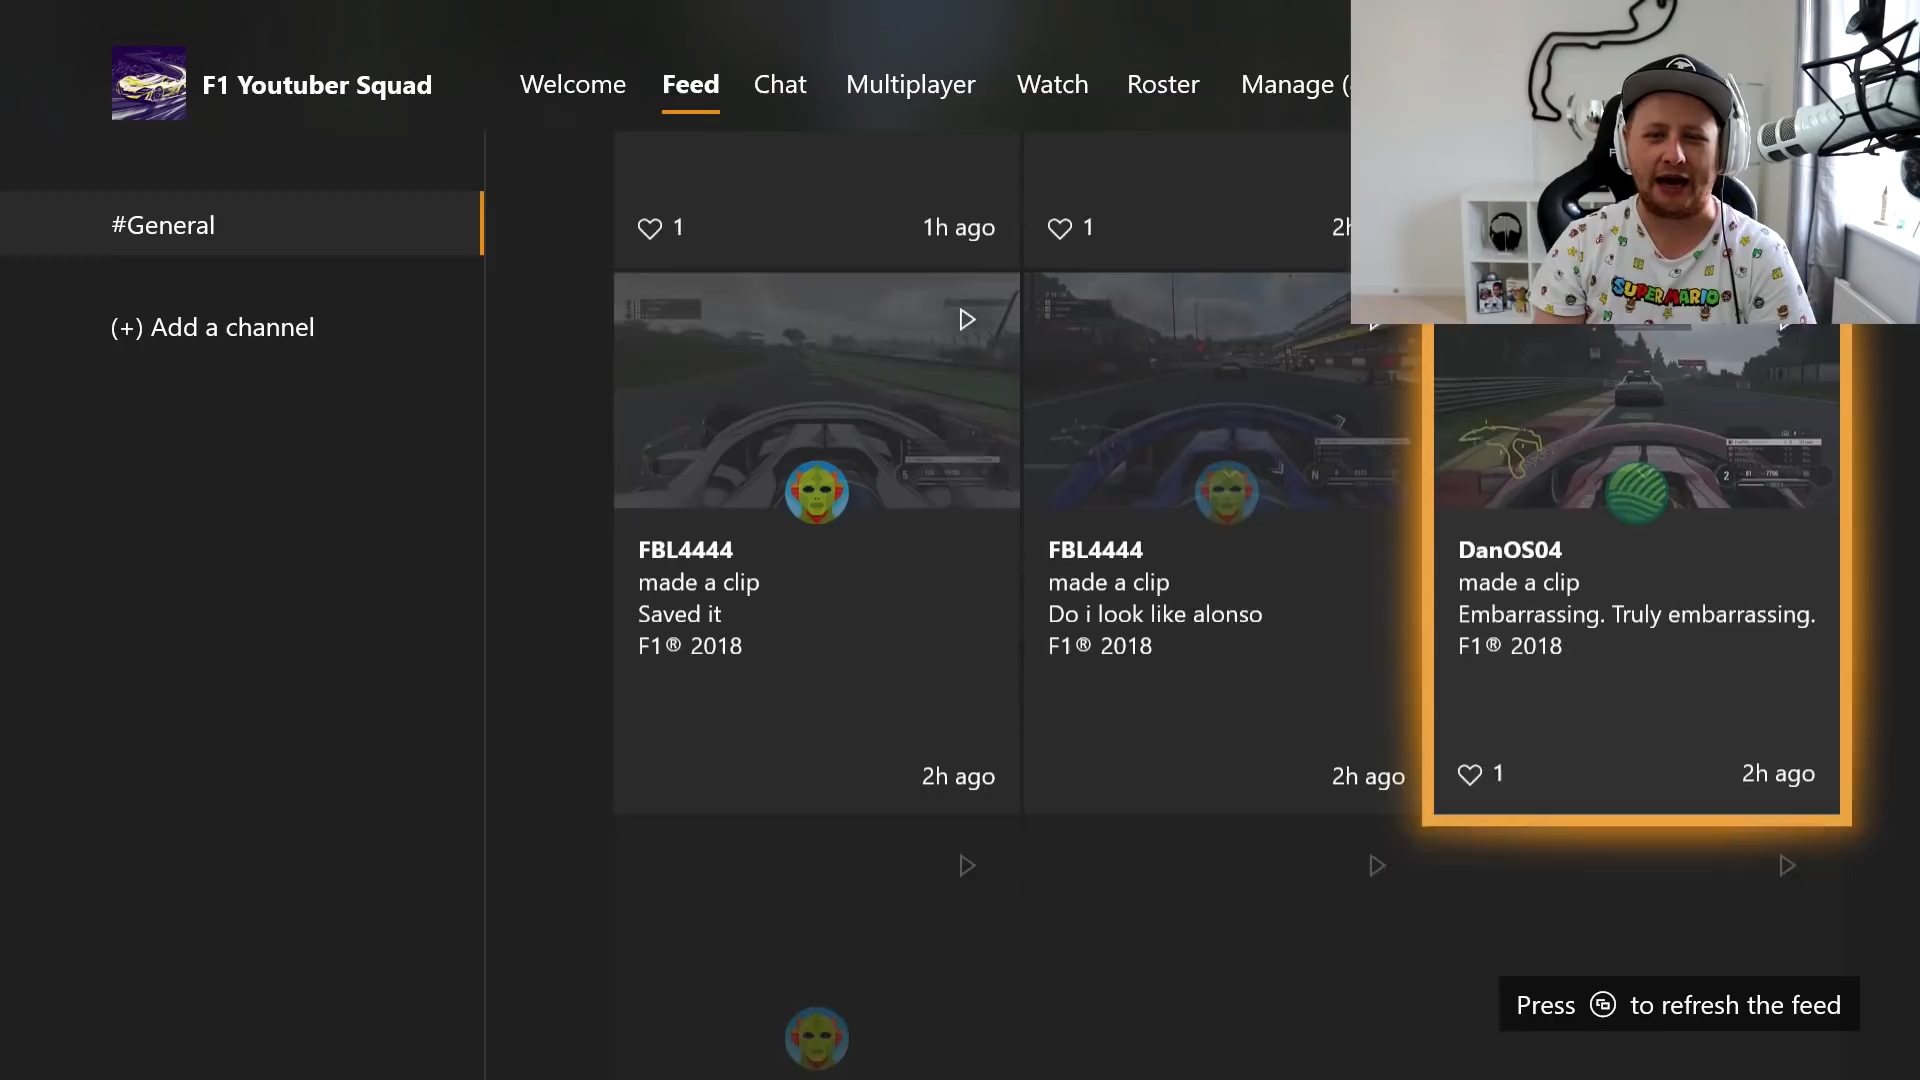 F1 Youtuber Squad
Welcome
Feed
Chat
Multiplayer
Watch
Roster
Manage (
#General
(+) Add a channel
1
1h ago
1
SUPER MARIO
FBL4444
made a clip
Saved it
F1® 2018
2h ago
FBL4444
made a clip
Do i look like alonso
F1® 2018
2h ago
DanOS04
made a clip
Embarrassing. Truly embarrassing.
F1® 2018
1
2h ago
Press to refresh the feed